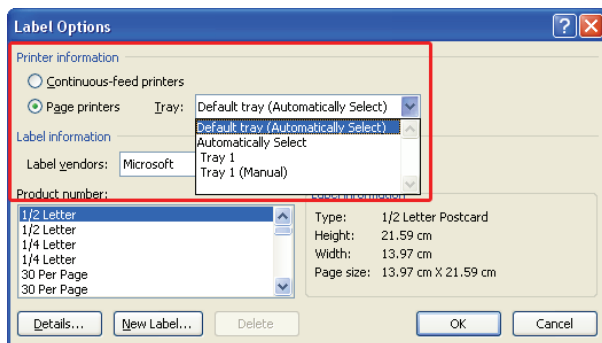 Label Options
Printer information
Continuous-feed printers
Page printers Tray: Default tray (Automatically Select)
Default tray (Automatically Select)
Automatically Select
Tray 1
Tray 1 (Manual)
Label information
Label vendors: Microsoft
Product number:
1/2 Letter
1/2 Letter
1/4 Letter
1/4 Letter
30 Per Page
30 Per Page
Label information
Type: 1/2 Letter Postcard
Height: 21.59 cm
Width: 13.97 cm
Page size: 13.97 cm X 21.59 cm
Details... New Label... Delete OK Cancel